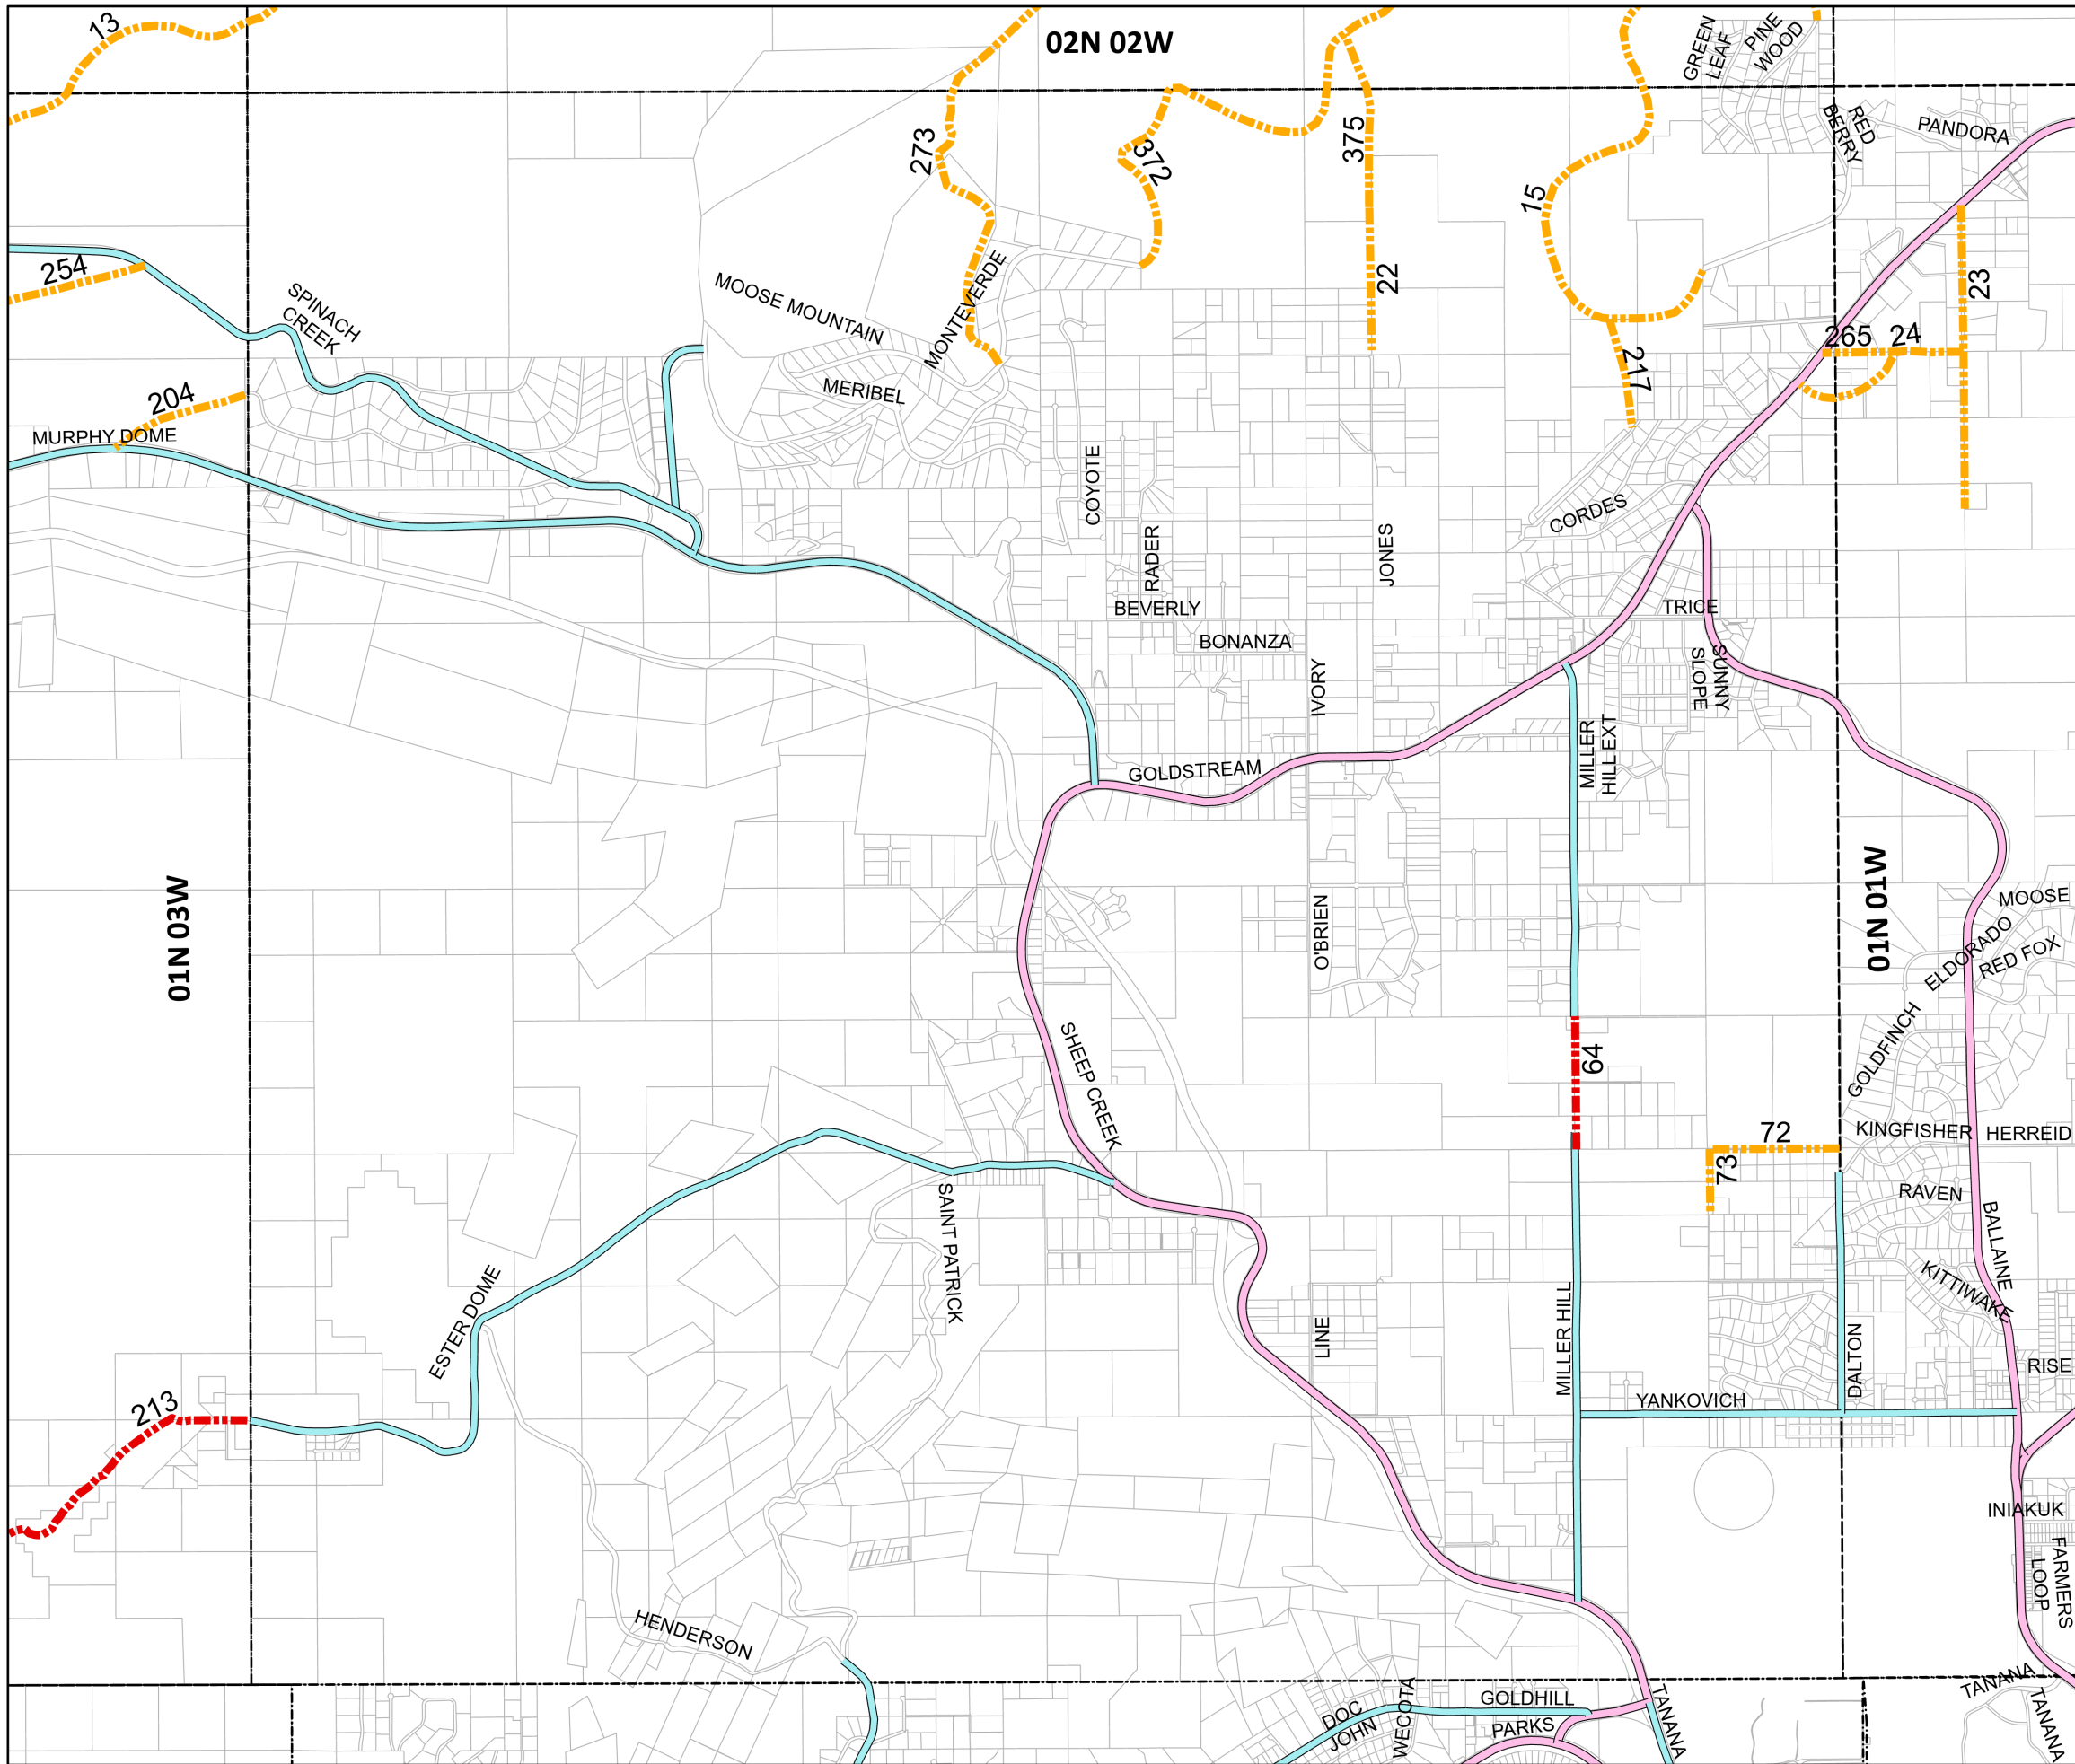 13
02N 02W
GREEN
LEAF
PINE
WOOD
RED
BERRY
PANDORA
273
372
375
15
22
23
254
SPINACH
CREEK
MOOSE MOUNTAIN
MONTEVERDE
MERIBEL
265
24
217
204
MURPHY DOME
COYOTE
RADER
JONES
CORDES
BEVERLY
BONANZA
TRICE
IVORY
SUNNY
SLOPE
MILLER
HILL EXT
GOLDSTREAM
01N 03W
01N 01W
O'BRIEN
MOOSE
ELDORADO
RED FOX
GOLDFINCH
SHEEP CREEK
64
72
73
KINGFISHER
HERREID
RAVEN
BALLAINE
KITTIWAKE
SAINT PATRICK
ESTER DOME
LINE
MILLER HILL
DALTON
RISE
YANKOVICH
213
INIAKUK
FARMERS
LOOP
HENDERSON
TANANA
TANANA
GOLDHILL
DOC
JOHN
WECOTA
PARKS
TANANA